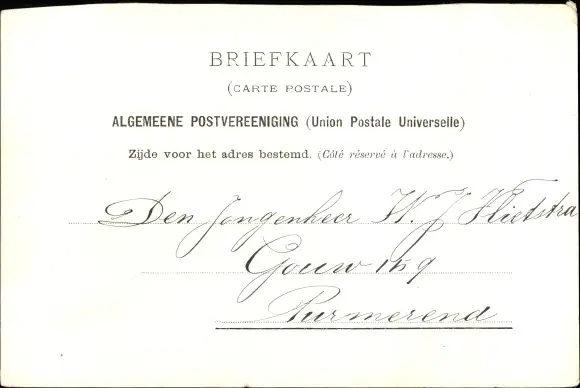 BRIEFKAART
(CARTE POSTALE)
ALGEMEENE POSTVEREENIGING (Union Postale Universelle)
Zijde voor het adres bestemd. (Côté réservé à l'adresse.)
Den Jongenheer W. J. Flietstra
Gouw 159
Purmerend